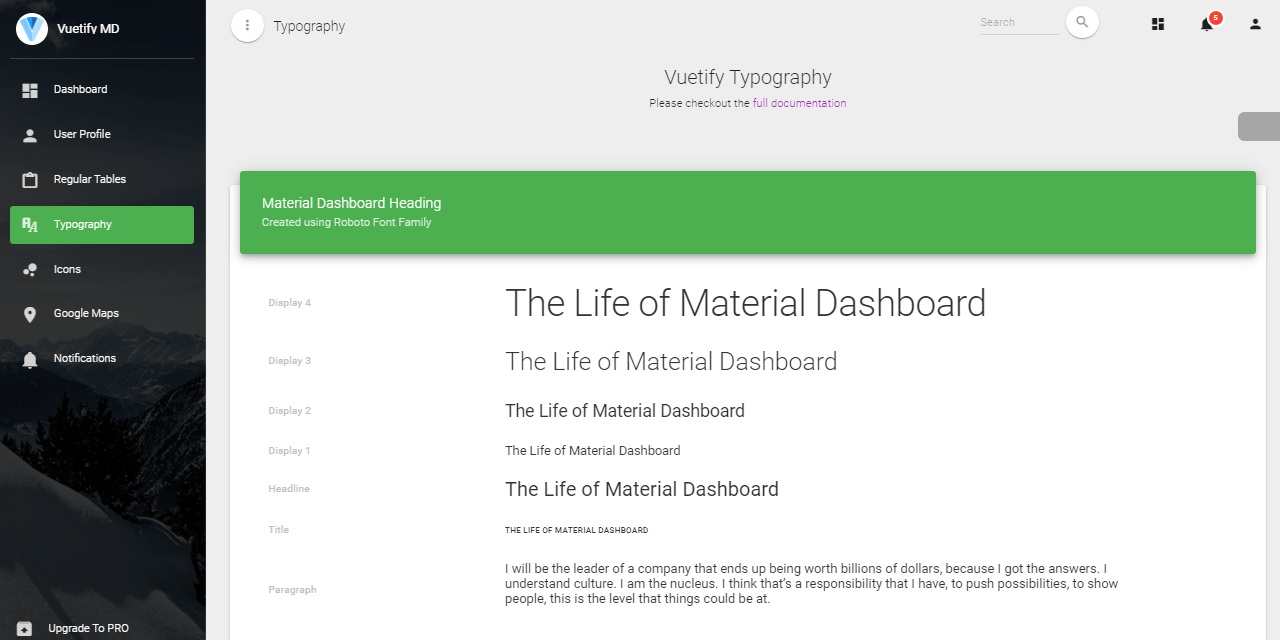 Vuetify MD
Dashboard
User Profile
Regular Tables
Typography
Icons
Google Maps
Notifications
Upgrade To PRO
Typography
Search
5
Vuetify Typography
Please checkout the full documentation
Material Dashboard Heading
Created using Roboto Font Family
Display 4
The Life of Material Dashboard
Display 3
The Life of Material Dashboard
Display 2
The Life of Material Dashboard
Display 1
The Life of Material Dashboard
Headline
The Life of Material Dashboard
Title
THE LIFE OF MATERIAL DASHBOARD
Paragraph
I will be the leader of a company that ends up being worth billions of dollars, because I got the answers. I
understand culture. I am the nucleus. I think that’s a responsibility that I have, to push possibilities, to show
people, this is the level that things could be at.